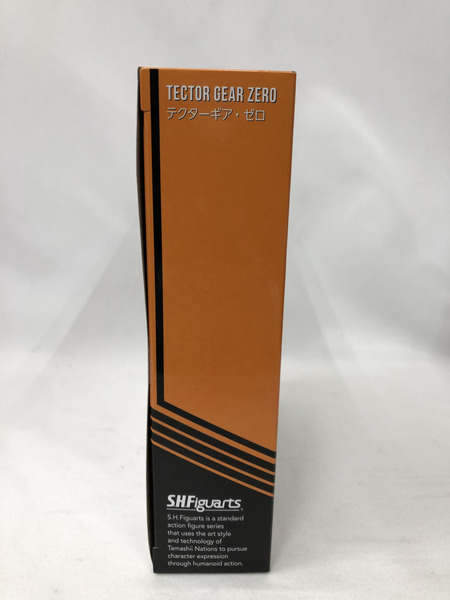 TECTOR GEAR ZERO
テクターギア・ゼロ
S.H.Figuarts
S.H.Figuarts is a standard
action figure series
that uses the art style
and technology of
Tamashii Nations to pursue
character expression
through humanoid action.